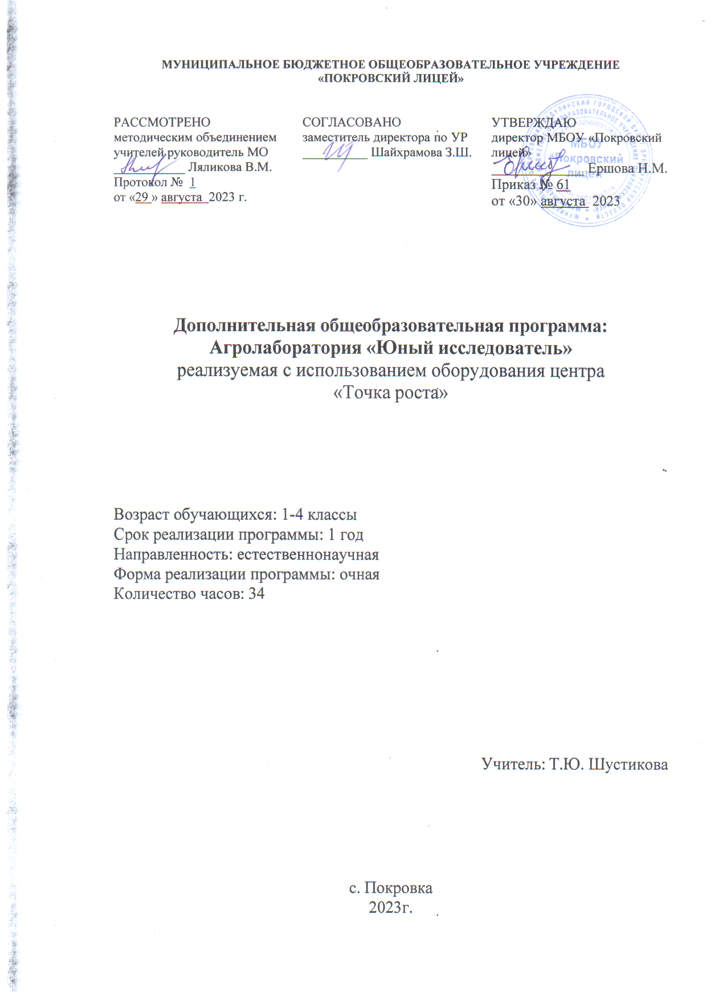 МУНИЦИПАЛЬНОЕ БЮДЖЕТНОЕ ОБЩЕОБРАЗОВАТЕЛЬНОЕ УЧРЕЖДЕНИЕ
«ПОКРОВСКИЙ ЛИЦЕЙ»
РАССМОТРЕНО
методическим объединением
учителей руководитель МО
____________ Ляликова В.М.
Протокол № 1
от «29 » августа 2023 г.
СОГЛАСОВАНО
заместитель директора по УР
___________ Шайхрамова З.Ш.
УТВЕРЖДАЮ
директор МБОУ «Покровский
лицей»
_____________ Ершова Н.М.
Приказ № 61
от «30» августа 2023
МБОУ
"Покровский
лицей"
Дополнительная общеобразовательная программа:
Агролаборатория «Юный исследователь»
реализуемая с использованием оборудования центра
«Точка роста»
Возраст обучающихся: 1-4 классы
Срок реализации программы: 1 год
Направленность: естественнонаучная
Форма реализации программы: очная
Количество часов: 34
Учитель: Т.Ю. Шустикова
с. Покровка
2023г.